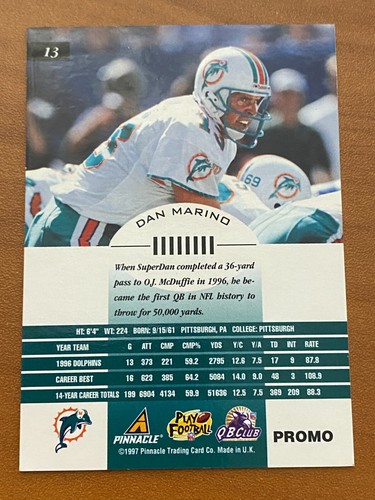 13
69
DAN MARINO
When SuperDan completed a 36-yard
pass to O.J. McDuffie in 1996, he be-
came the first QB in NFL history to
throw for 50,000 yards.
HT: 6'4" WT: 224 BORN: 9/15/61 PITTSBURGH, PA COLLEGE: PITTSBURGH
YEAR TEAM G ATT CMP CMP% YDS Y/C Y/A TD INT RATE
1996 DOLPHINS 13 373 221 59.2 2795 12.6 7.5 17 9 87.8
CAREER BEST 16 623 385 64.2 5084 14.0 9.0 48 3 108.9
14-YEAR CAREER TOTALS 199 6904 4134 59.9 51636 12.5 7.5 369 209 88.3
PINNACLE
PLAY FOOTBALL
QB CLUB
PROMO
©1997 Pinnacle Trading Card Co. Made in U.K.